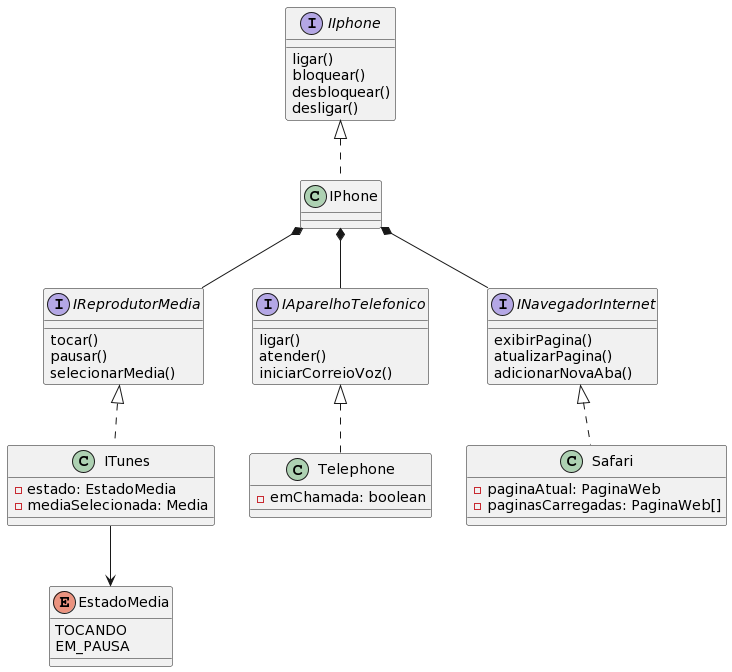 I IIphone
ligar()
bloquear()
desbloquear()
desligar()
C IPhone
I IReprodutorMedia
tocar()
pausar()
selecionarMedia()
I IAparelhoTelefonico
ligar()
atender()
iniciarCorreioVoz()
I INavegadorInternet
exibirPagina()
atualizarPagina()
adicionarNovaAba()
C ITunes
estado: EstadoMedia
mediaSelecionada: Media
C Telephone
emChamada: boolean
C Safari
paginaAtual: PaginaWeb
paginasCarregadas: PaginaWeb[]
E EstadoMedia
TOCANDO
EM_PAUSA